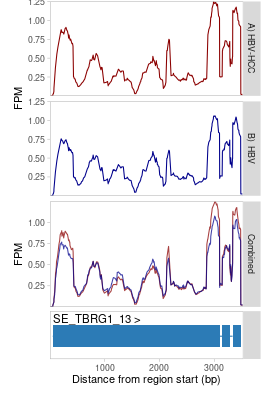 1.25
1.00
0.75
0.50
0.25
A) HBV-HCC
FPM
1.25
1.00
0.75
0.50
0.25
B) HBV
1.00
0.75
0.50
0.25
Combined
FPM
SE_TBRG1_13 >
1000
2000
3000
Distance from region start (bp)